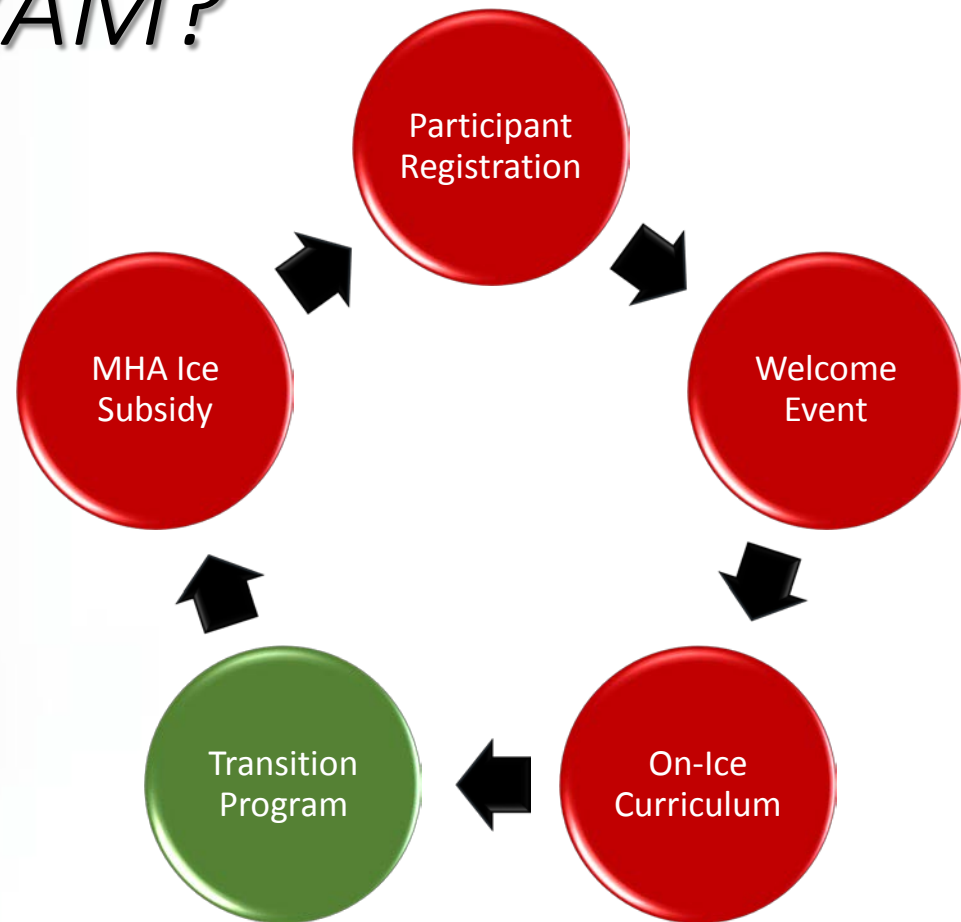 AM?
Participant
Registration
Welcome
Event
On-Ice
Curriculum
Transition
Program
MHA Ice
Subsidy